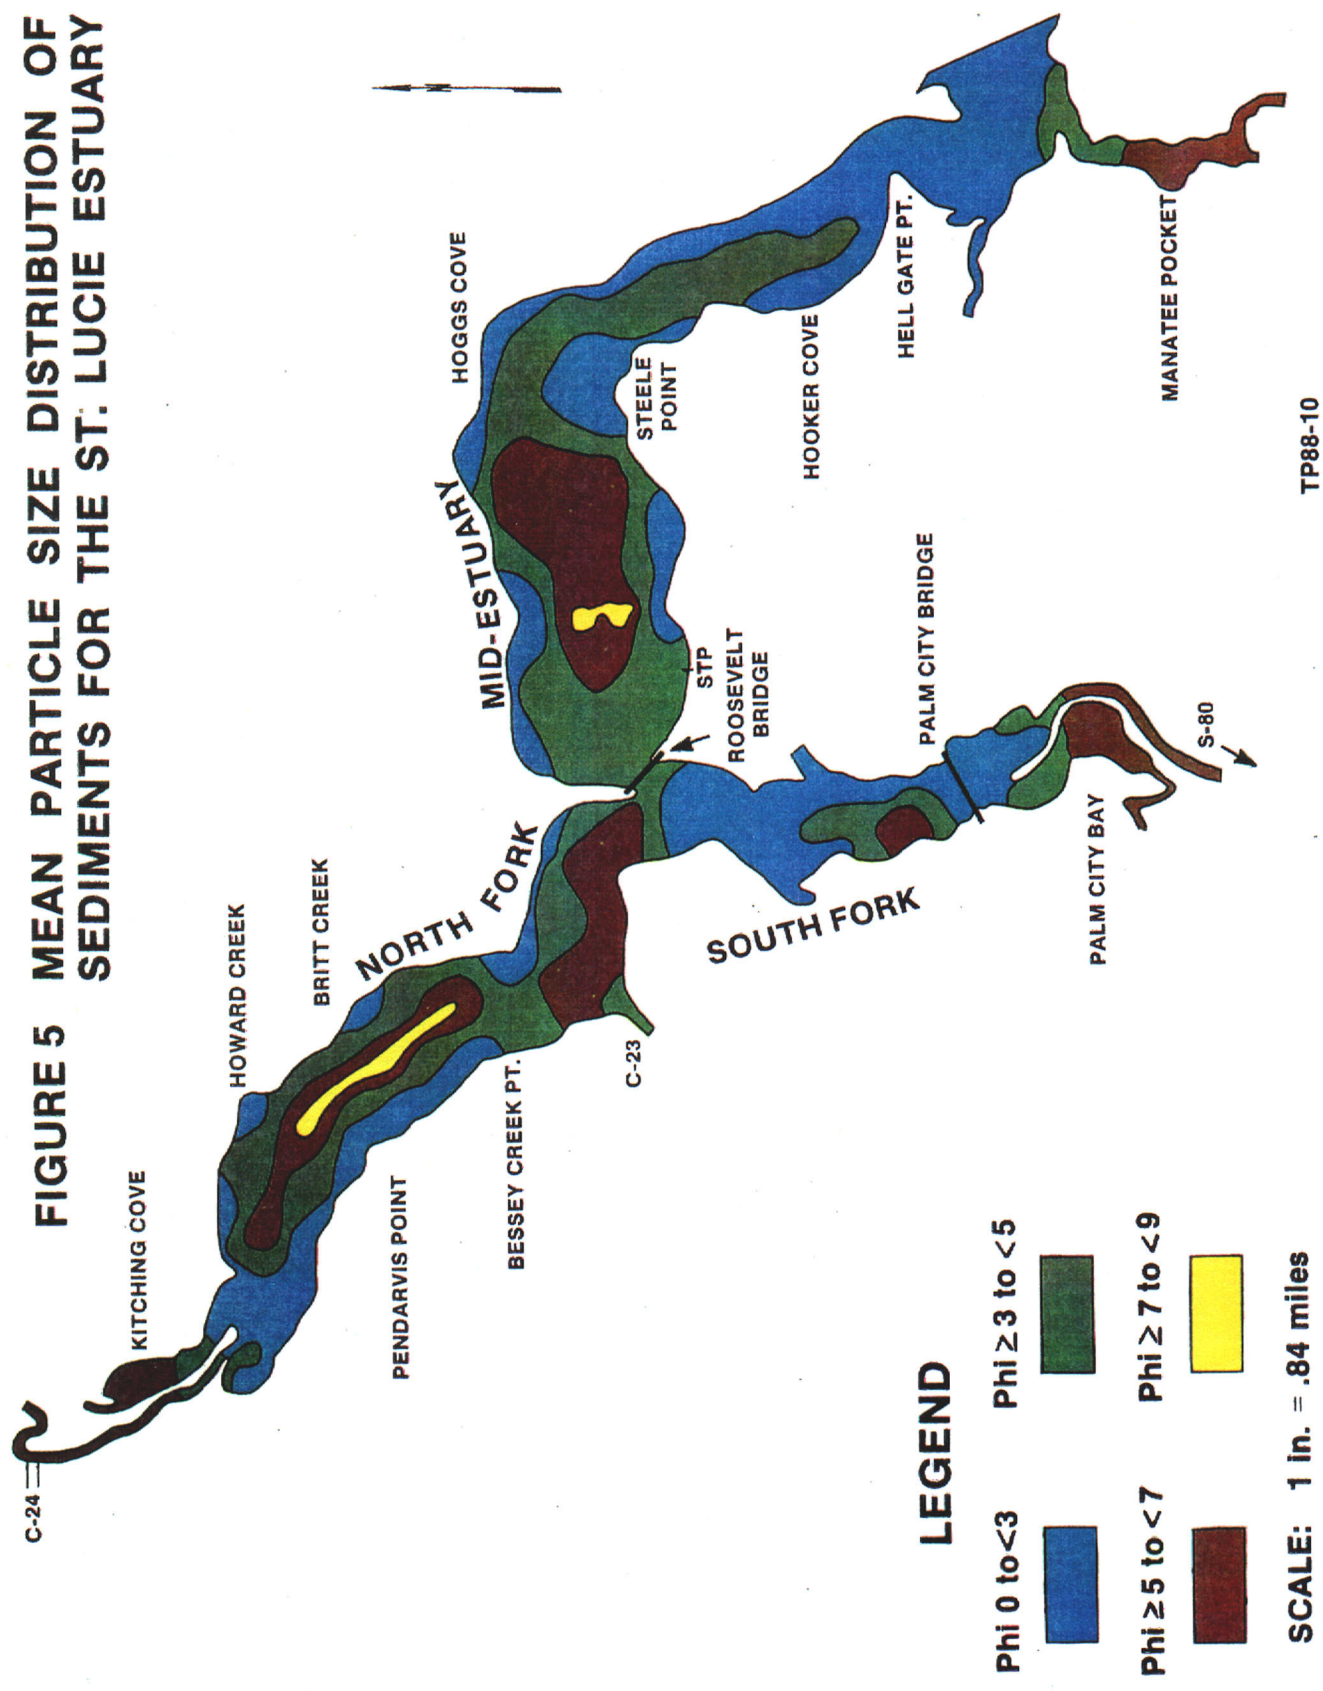 FIGURE 5 MEAN PARTICLE SIZE DISTRIBUTION OF
SEDIMENTS FOR THE ST. LUCIE ESTUARY
N
C-24
KITCHING COVE
HOWARD CREEK
BRITT CREEK
NORTH FORK
PENDARVIS POINT
BESSEY CREEK PT.
C-23
MID-ESTUARY
HOGGS COVE
STEELE
POINT
STP
ROOSEVELT
BRIDGE
HOOKER COVE
HELL GATE PT.
MANATEE POCKET
SOUTH FORK
PALM CITY BRIDGE
PALM CITY BAY
S-80
LEGEND
Phi 0 to<3
Phi ≥ 3 to <5
Phi ≥ 5 to <7
Phi ≥ 7 to <9
SCALE: 1 in. = .84 miles
TP88-10